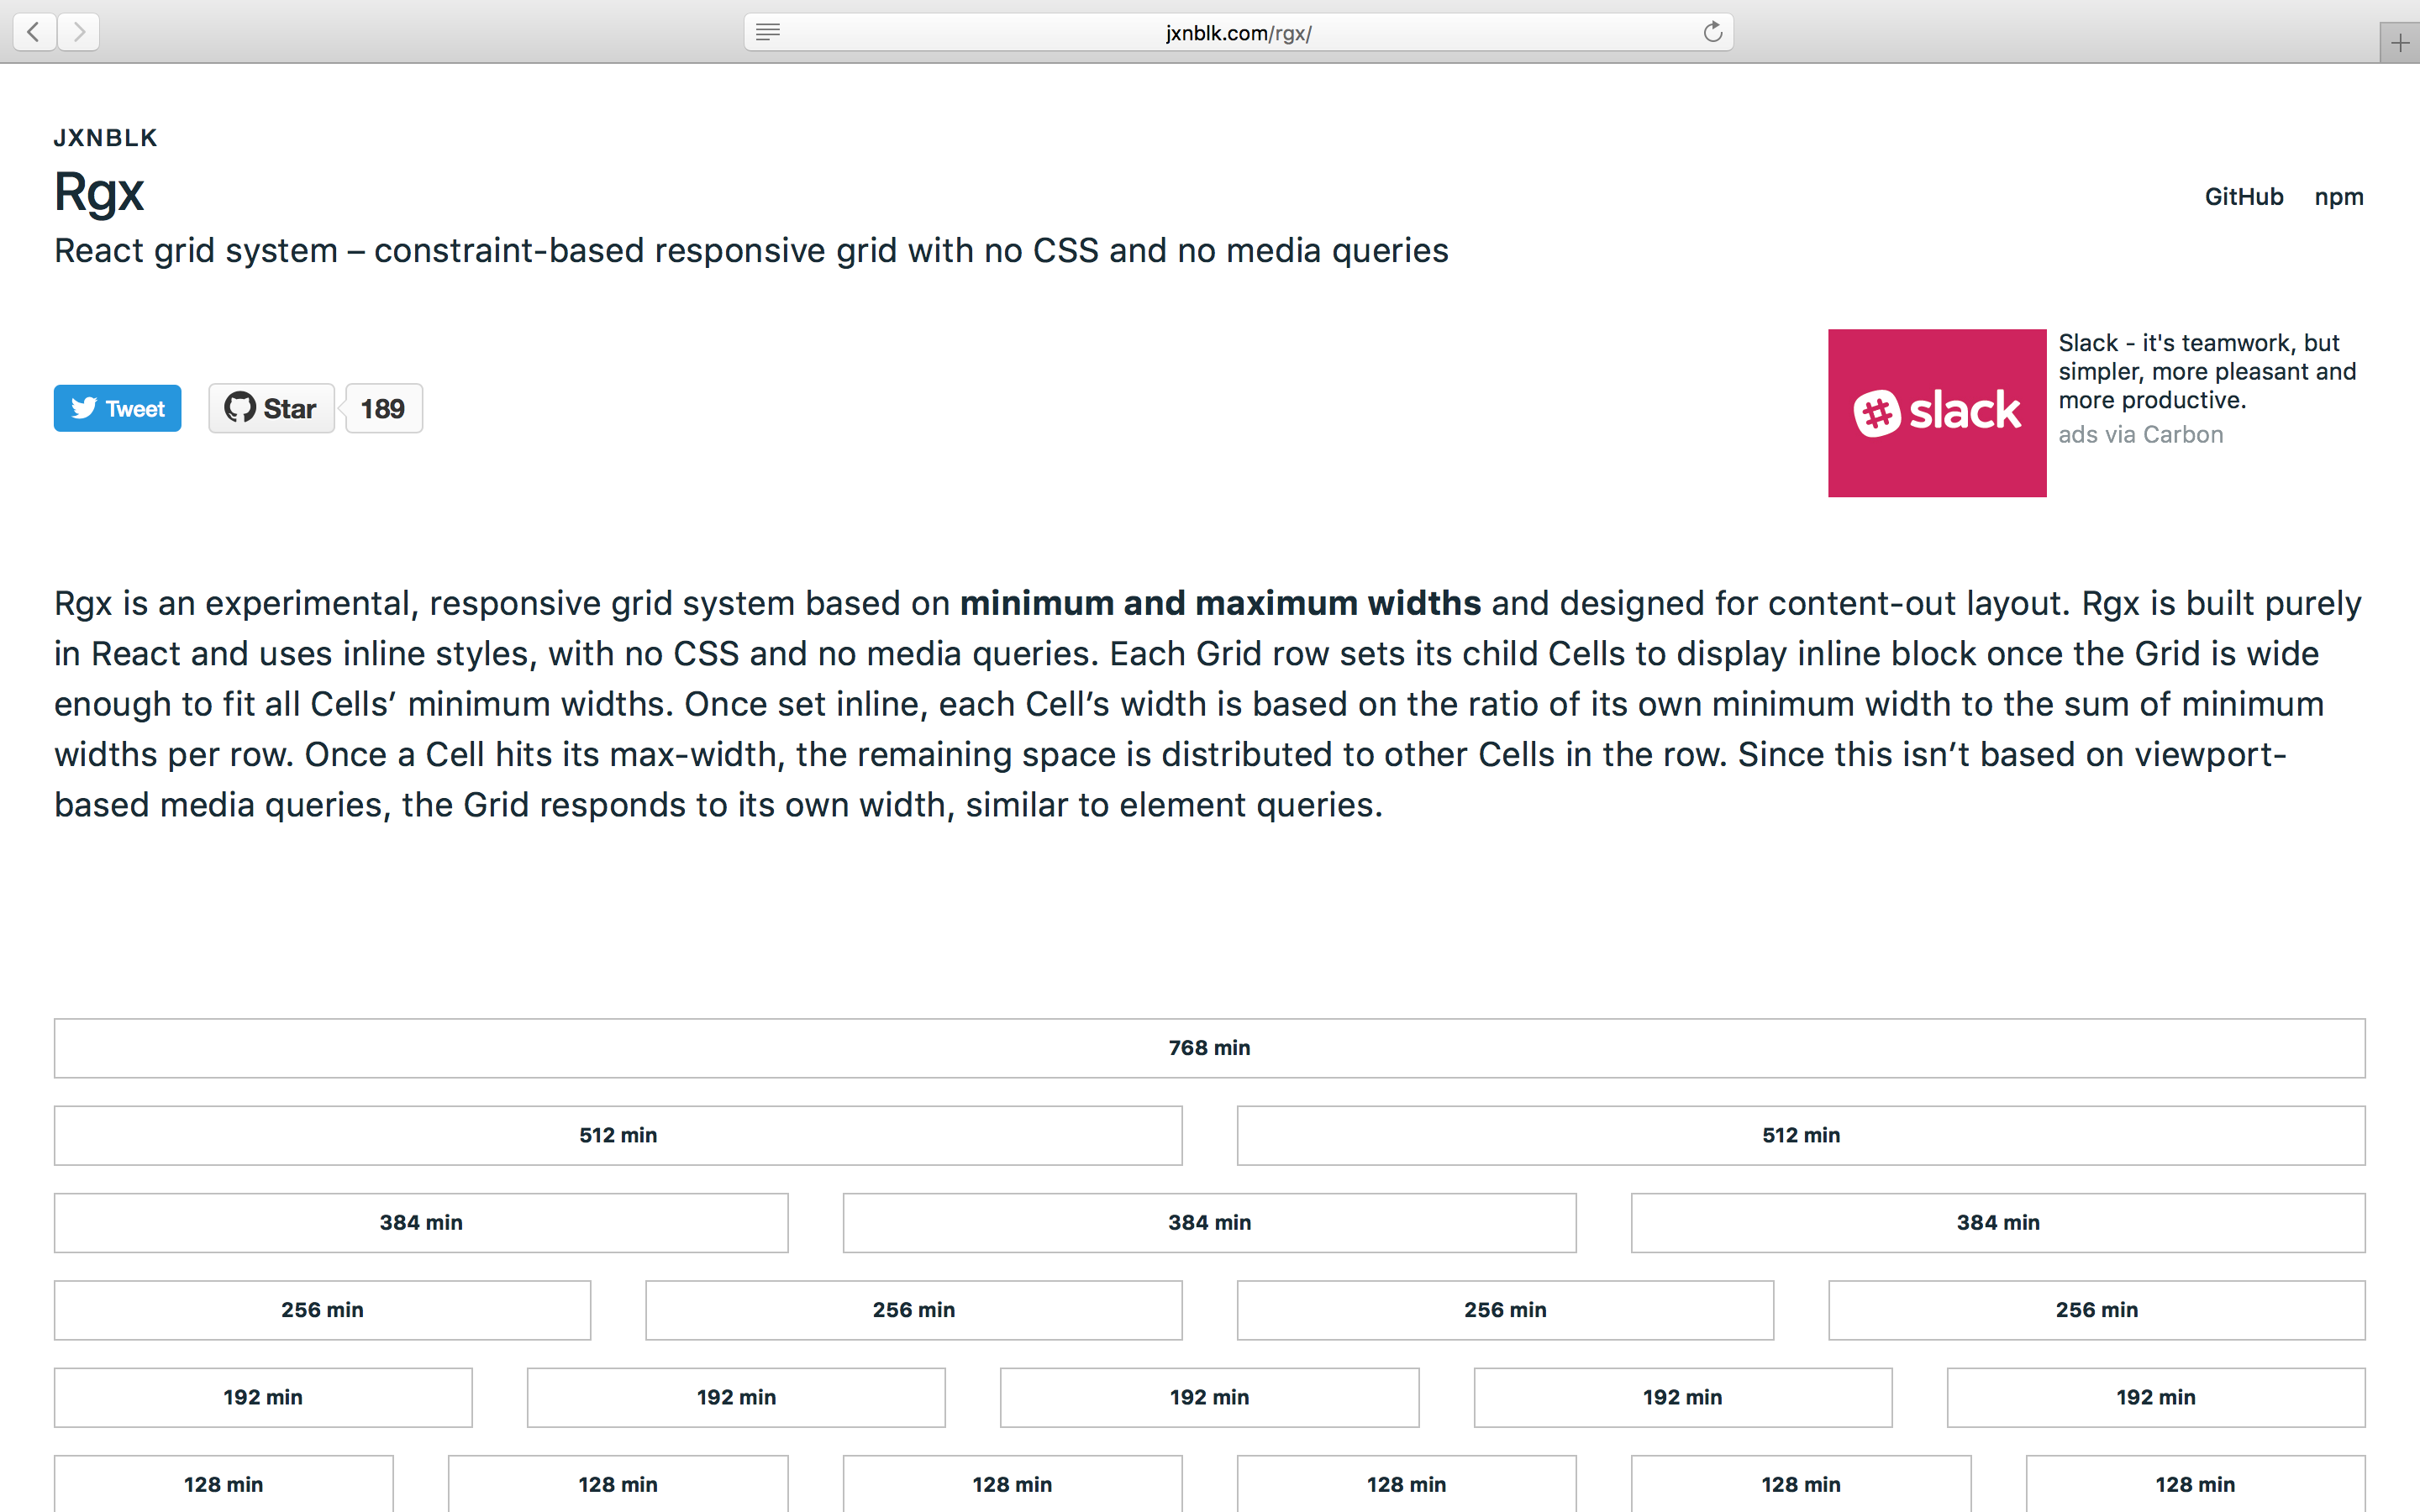 jxnblk.com/rgx/
JXNBLK
Rgx
GitHub npm
React grid system – constraint-based responsive grid with no CSS and no media queries
Tweet Star 189
slack
Slack - it's teamwork, but
simpler, more pleasant and
more productive.
ads via Carbon
Rgx is an experimental, responsive grid system based on minimum and maximum widths and designed for content-out layout. Rgx is built purely
in React and uses inline styles, with no CSS and no media queries. Each Grid row sets its child Cells to display inline block once the Grid is wide
enough to fit all Cells’ minimum widths. Once set inline, each Cell’s width is based on the ratio of its own minimum width to the sum of minimum
widths per row. Once a Cell hits its max-width, the remaining space is distributed to other Cells in the row. Since this isn’t based on viewport-
based media queries, the Grid responds to its own width, similar to element queries.
768 min
512 min 512 min
384 min 384 min 384 min
256 min 256 min 256 min 256 min
192 min 192 min 192 min 192 min 192 min
128 min 128 min 128 min 128 min 128 min 128 min